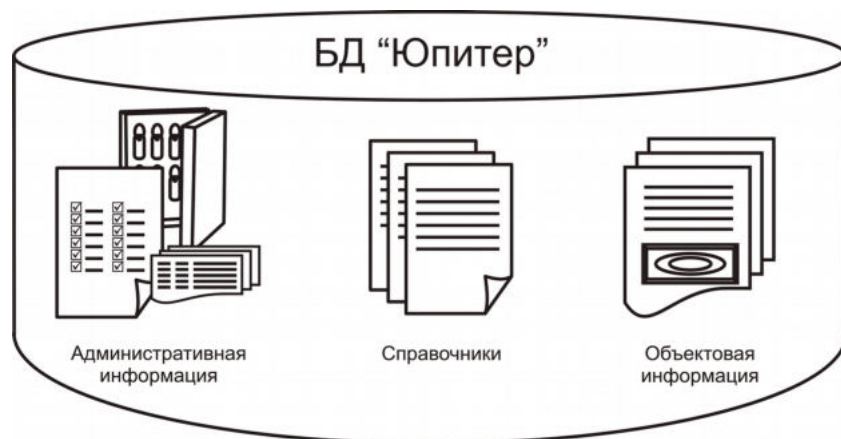 БД “Юпитер”
Административная
информация
Справочники
Объектовая
информация